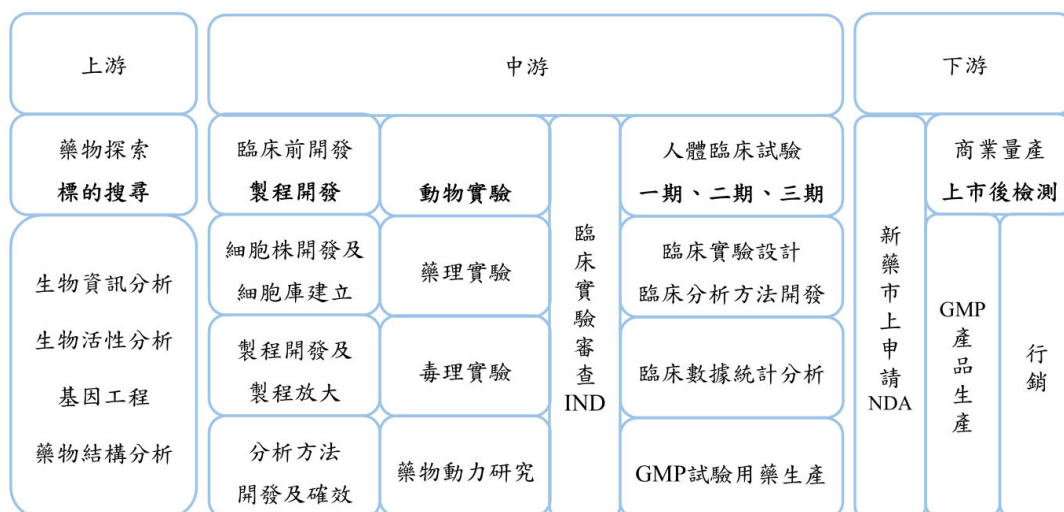 上游
中游
下游
藥物探索
標的搜尋
臨床前開發
製程開發
動物實驗
人體臨床試驗
一期、二期、三期
商業量產
上市後檢測
生物資訊分析
生物活性分析
基因工程
藥物結構分析
細胞株開發及
細胞庫建立
製程開發及
製程放大
分析方法
開發及確效
藥理實驗
毒理實驗
藥物動力研究
臨床實驗審查
IND
臨床實驗設計
臨床分析方法開發
臨床數據統計分析
GMP試驗用藥生產
新藥市上申請
NDA
GMP
產品生產
行銷